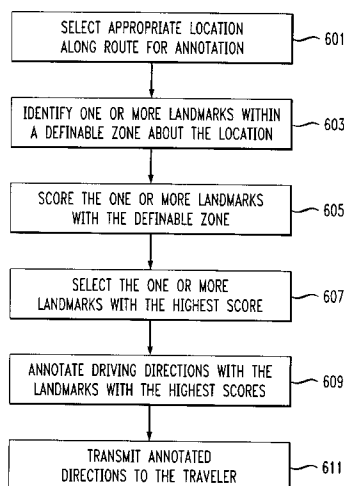 SELECT APPROPRIATE LOCATION
ALONG ROUTE FOR ANNOTATION
601
IDENTIFY ONE OR MORE LANDMARKS WITHIN
A DEFINABLE ZONE ABOUT THE LOCATION
603
SCORE THE ONE OR MORE LANDMARKS
WITH THE DEFINABLE ZONE
605
SELECT THE ONE OR MORE
LANDMARKS WITH THE HIGHEST SCORE
607
ANNOTATE DRIVING DIRECTIONS WITH THE
LANDMARKS WITH THE HIGHEST SCORES
609
TRANSMIT ANNOTATED
DIRECTIONS TO THE TRAVELER
611